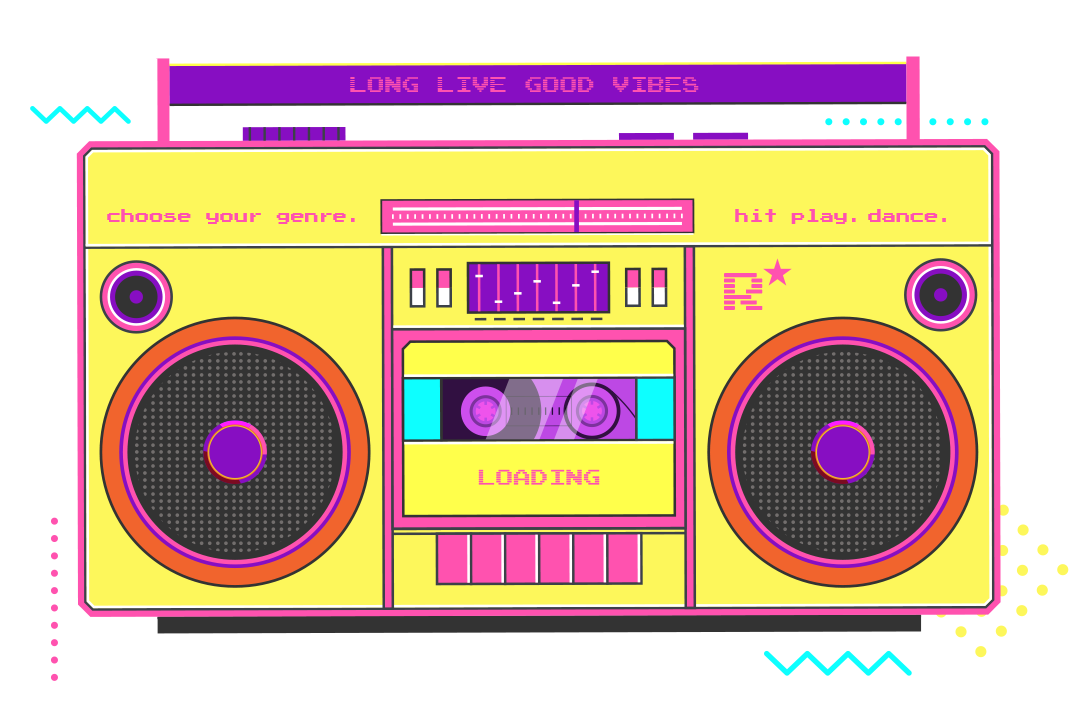 LONG LIVE GOOD VIBES
choose your genre.
hit play. dance.
R
LOADING